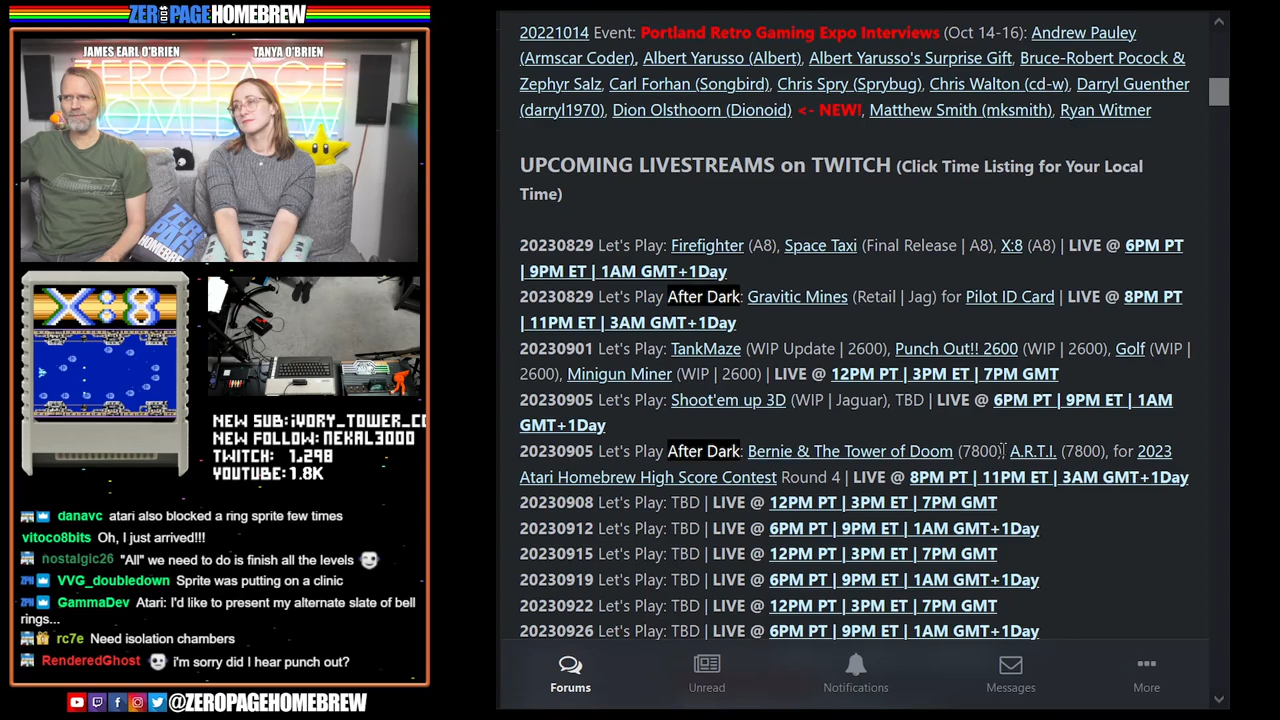 ZEROPAGE HOMEBREW
JAMES EARL O'BRIEN
TANYA O'BRIEN
ZEROPAGE
HOMEBREW
ZERO
PAGE
HOMEBREW
X:8
NEW SUB: IVORY_TOWER_CO
NEW FOLLOW: NEKAL3000
TWITCH: 1,298
YOUTUBE: 1.8K
danavc atari also blocked a ring sprite few times
vitoco8bits Oh, I just arrived!!!
nostalgic26 "All" we need to do is finish all the levels
VVG_doubledown Sprite was putting on a clinic
GammaDev Atari: I'd like to present my alternate slate of bell
rings...
rc7e Need isolation chambers
RenderedGhost i'm sorry did I hear punch out?
@ZEROPAGEHOMEBREW
20221014 Event: Portland Retro Gaming Expo Interviews (Oct 14-16): Andrew Pauley
(Armscar Coder), Albert Yarusso (Albert), Albert Yarusso's Surprise Gift, Bruce-Robert Pocock &
Zephyr Salz, Carl Forhan (Songbird), Chris Spry (Sprybug), Chris Walton (cd-w), Darryl Guenther
(darryl1970), Dion Olsthoorn (Dionoid) <- NEW!, Matthew Smith (mksmith), Ryan Witmer
UPCOMING LIVESTREAMS on TWITCH (Click Time Listing for Your Local
Time)
20230829 Let's Play: Firefighter (A8), Space Taxi (Final Release | A8), X:8 (A8) | LIVE @ 6PM PT
| 9PM ET | 1AM GMT+1Day
20230829 Let's Play After Dark: Gravitic Mines (Retail | Jag) for Pilot ID Card | LIVE @ 8PM PT
| 11PM ET | 3AM GMT+1Day
20230901 Let's Play: TankMaze (WIP Update | 2600), Punch Out!! 2600 (WIP | 2600), Golf (WIP |
2600), Minigun Miner (WIP | 2600) | LIVE @ 12PM PT | 3PM ET | 7PM GMT
20230905 Let's Play: Shoot'em up 3D (WIP | Jaguar), TBD | LIVE @ 6PM PT | 9PM ET | 1AM
GMT+1Day
20230905 Let's Play After Dark: Bernie & The Tower of Doom (7800), A.R.T.I. (7800), for 2023
Atari Homebrew High Score Contest Round 4 | LIVE @ 8PM PT | 11PM ET | 3AM GMT+1Day
20230908 Let's Play: TBD | LIVE @ 12PM PT | 3PM ET | 7PM GMT
20230912 Let's Play: TBD | LIVE @ 6PM PT | 9PM ET | 1AM GMT+1Day
20230915 Let's Play: TBD | LIVE @ 12PM PT | 3PM ET | 7PM GMT
20230919 Let's Play: TBD | LIVE @ 6PM PT | 9PM ET | 1AM GMT+1Day
20230922 Let's Play: TBD | LIVE @ 12PM PT | 3PM ET | 7PM GMT
20230926 Let's Play: TBD | LIVE @ 6PM PT | 9PM ET | 1AM GMT+1Day
Forums
Unread
Notifications
Messages
More